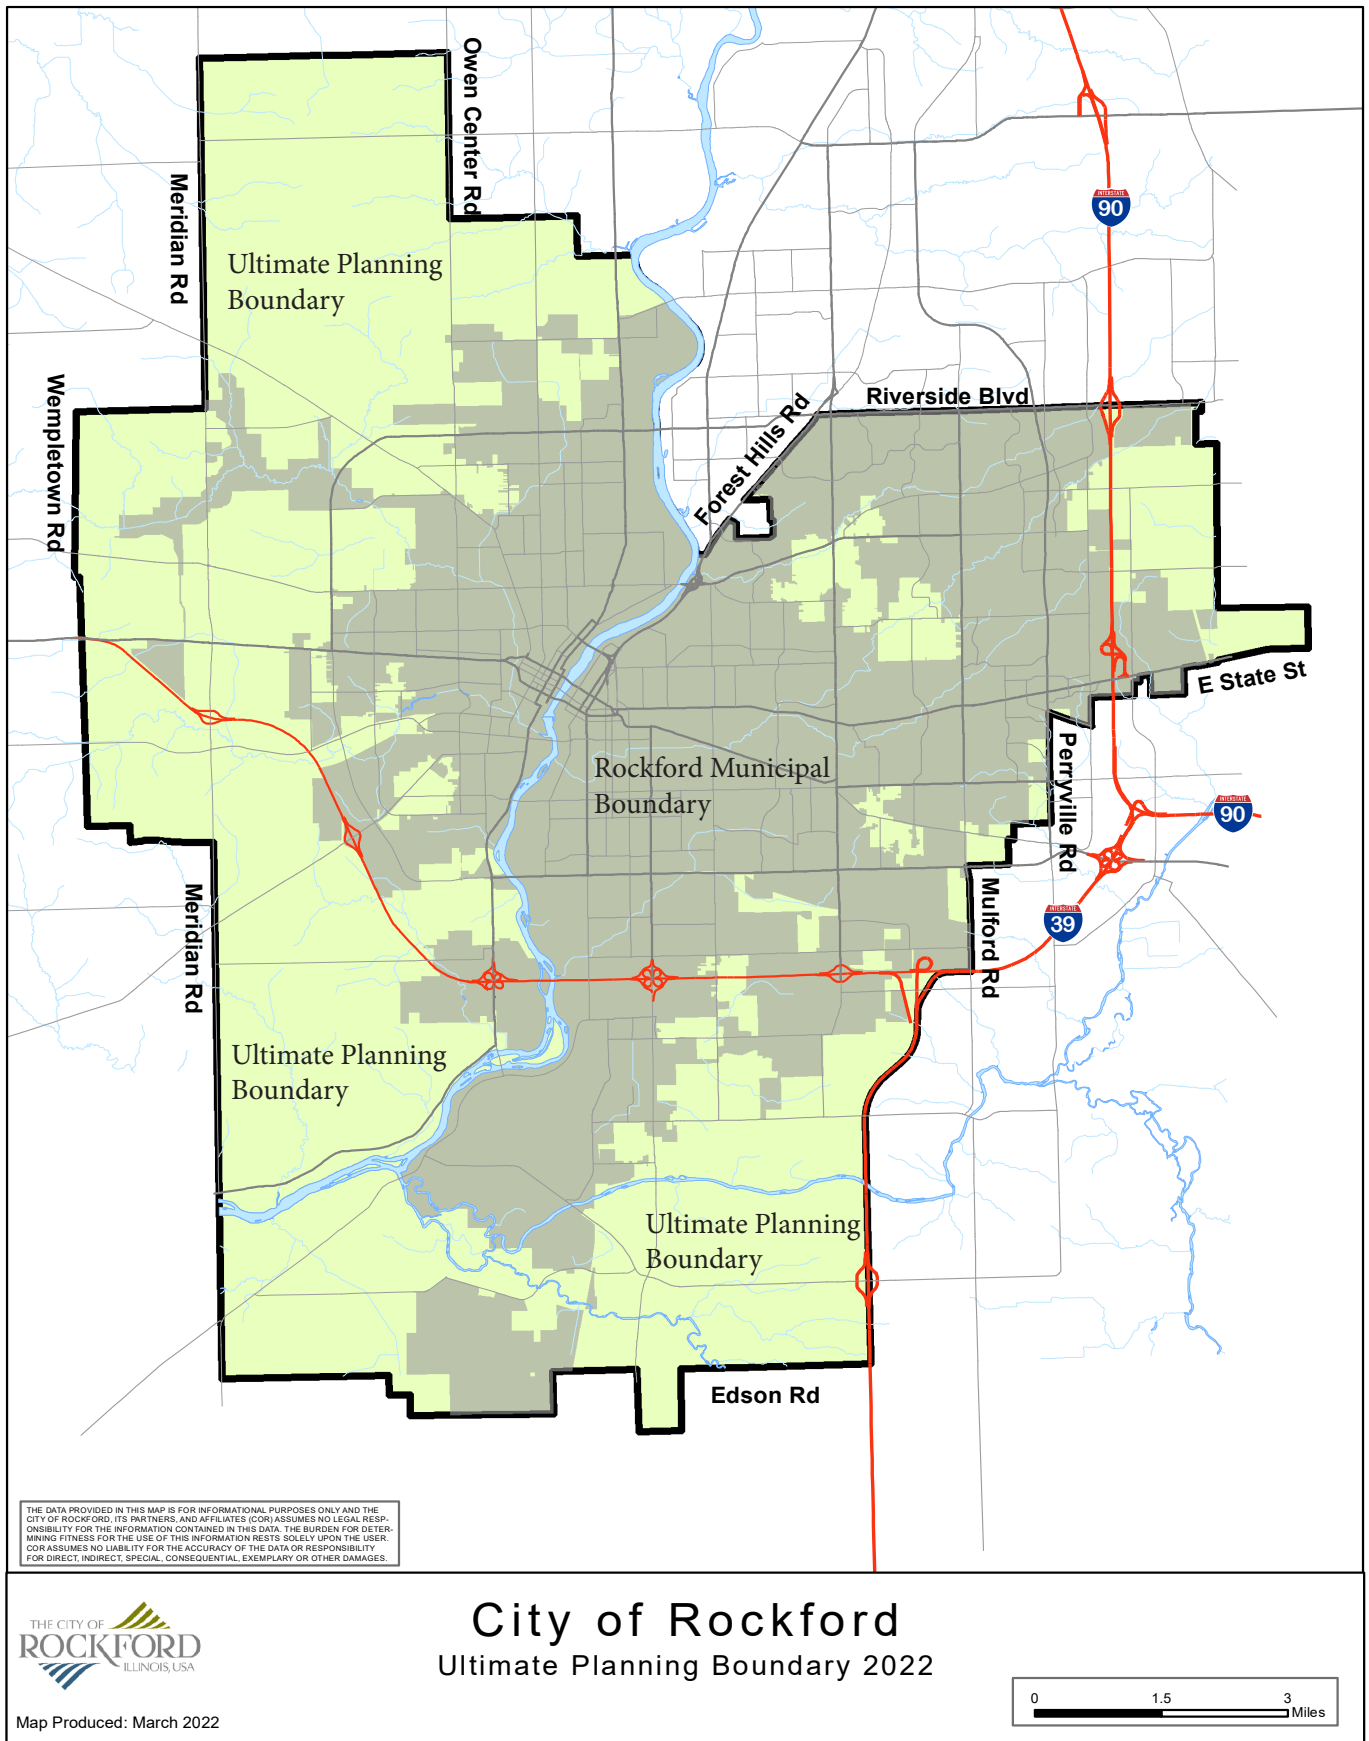 Owen Center Rd
Meridian Rd
INTERSTATE
90
Ultimate Planning
Boundary
Wempletown Rd
Forest Hills Rd
Riverside Blvd
E State St
Rockford Municipal
Boundary
Perryville Rd
INTERSTATE
90
Meridian Rd
Mulford Rd
INTERSTATE
39
Ultimate Planning
Boundary
Ultimate Planning
Boundary
Edson Rd
THE DATA PROVIDED IN THIS MAP IS FOR INFORMATIONAL PURPOSES ONLY AND THE
CITY OF ROCKFORD, ITS PARTNERS, AND AFFILIATES (COR) ASSUMES NO LEGAL RESP-
ONSIBILITY FOR THE INFORMATION CONTAINED IN THIS DATA. THE BURDEN FOR DETER-
MINING FITNESS FOR THE USE OF THIS INFORMATION RESTS SOLELY UPON THE USER.
COR ASSUMES NO LIABILITY FOR THE ACCURACY OF THE DATA OR RESPONSIBILITY
FOR DIRECT, INDIRECT, SPECIAL, CONSEQUENTIAL, EXEMPLARY OR OTHER DAMAGES.
THE CITY OF
ROCKFORD
ILLINOIS, USA
Map Produced: March 2022
City of Rockford
Ultimate Planning Boundary 2022
0 1.5 3
Miles